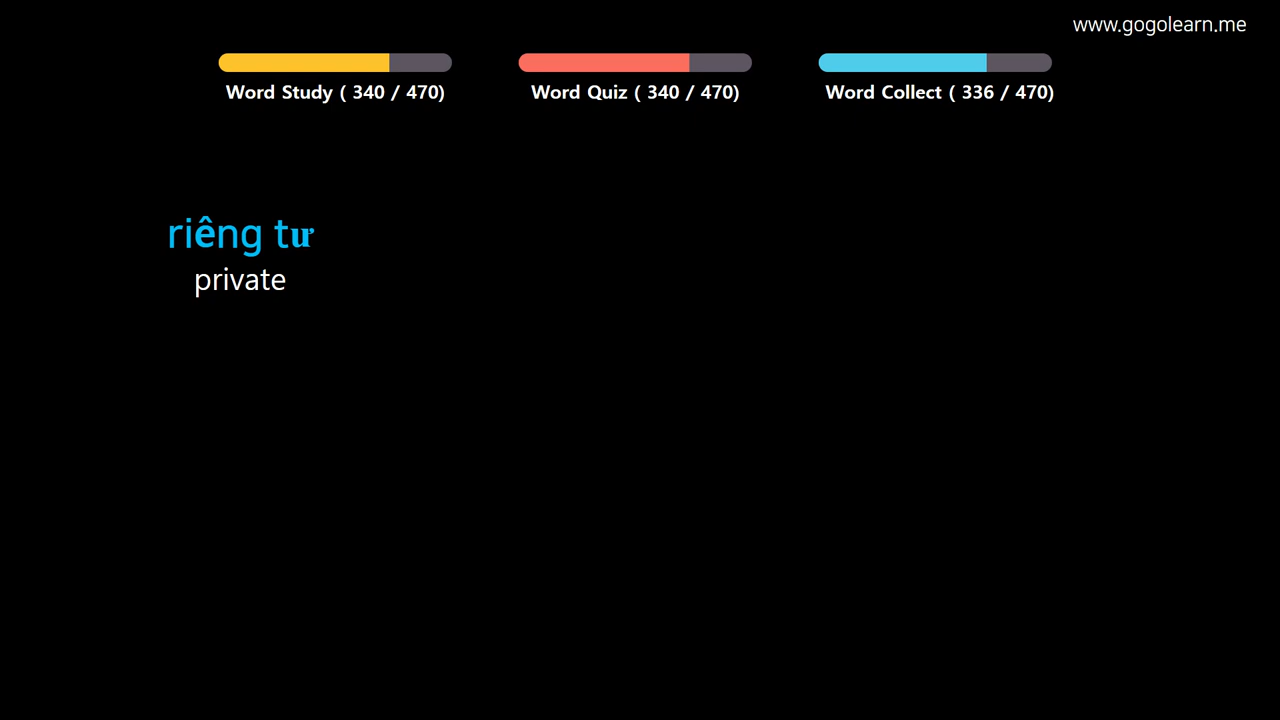 www.gogolearn.me
Word Study ( 340 / 470)
Word Quiz ( 340 / 470)
Word Collect ( 336 / 470)
riêng tư
private